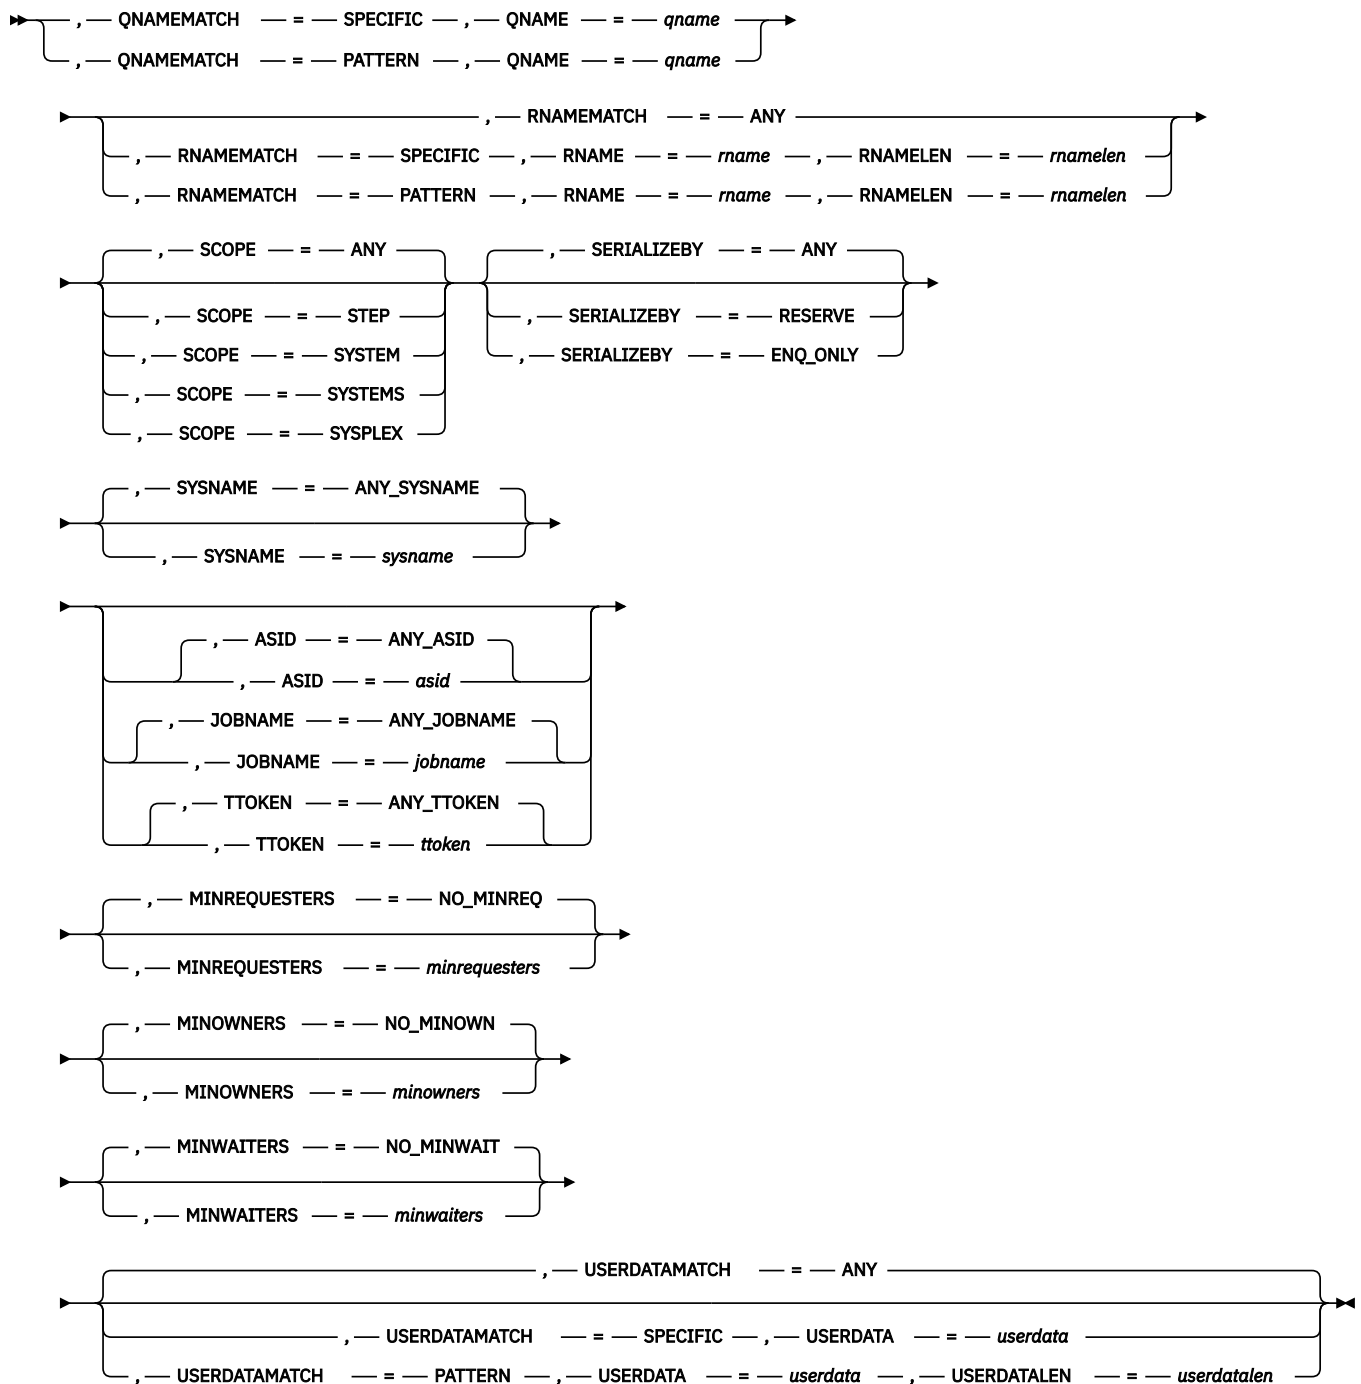 , QNAMEMATCH = SPECIFIC , QNAME = qname
, QNAMEMATCH = PATTERN , QNAME = qname
, RNAMEMATCH = ANY
, RNAMEMATCH = SPECIFIC , RNAME = rname , RNAMELEN = rnamelen
, RNAMEMATCH = PATTERN , RNAME = rname , RNAMELEN = rnamelen
, SCOPE = ANY , SERIALIZEBY = ANY
, SCOPE = STEP , SERIALIZEBY = RESERVE
, SCOPE = SYSTEM , SERIALIZEBY = ENQ_ONLY
, SCOPE = SYSTEMS
, SCOPE = SYSPLEX
, SYSNAME = ANY_SYSNAME
, SYSNAME = sysname
, ASID = ANY_ASID
, ASID = asid
, JOBNAME = ANY_JOBNAME
, JOBNAME = jobname
, TTOKEN = ANY_TTOKEN
, TTOKEN = ttoken
, MINREQUESTERS = NO_MINREQ
, MINREQUESTERS = minrequesters
, MINOWNERS = NO_MINOWN
, MINOWNERS = minowners
, MINWAITERS = NO_MINWAIT
, MINWAITERS = minwaiters
, USERDATAMATCH = ANY
, USERDATAMATCH = SPECIFIC , USERDATA = userdata
, USERDATAMATCH = PATTERN , USERDATA = userdata , USERDATALEN = userdatalen